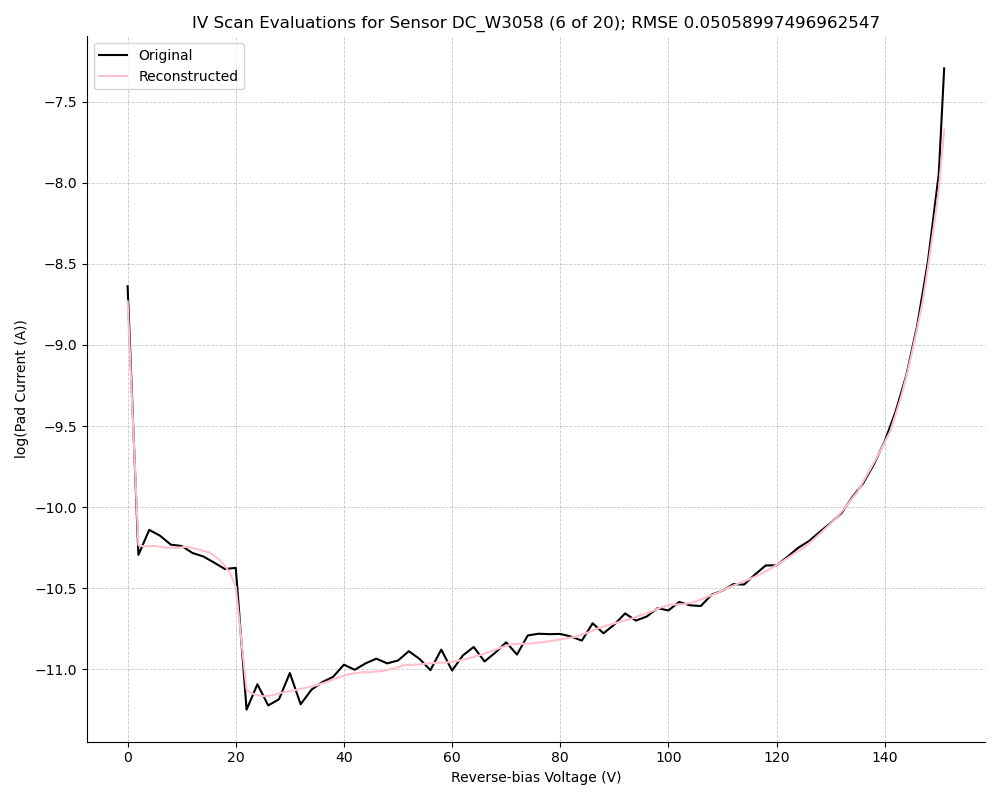 IV Scan Evaluations for Sensor DC_W3058 (6 of 20); RMSE 0.05058997496962547
Original
Reconstructed
−7.5
−8.0
−8.5
−9.0
−9.5
−10.0
−10.5
−11.0
log(Pad Current (A))
0 20 40 60 80 100 120 140
Reverse-bias Voltage (V)